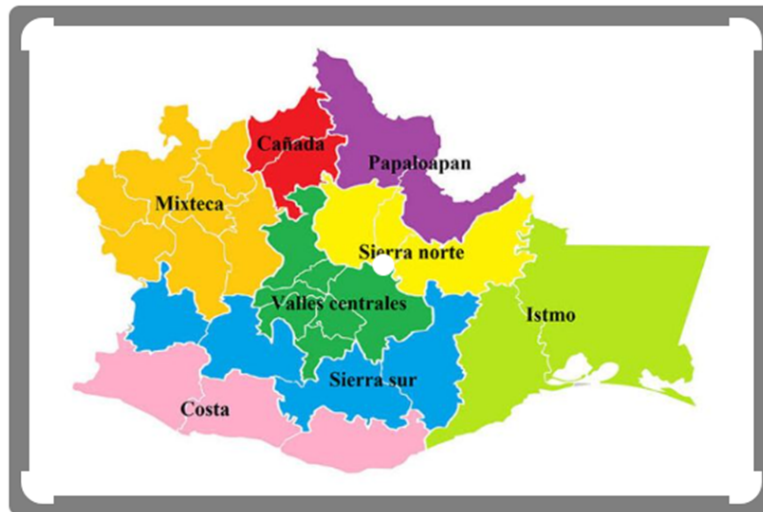 Cañada
Papaloapan
Mixteca
Sierra norte
Valles centrales
Istmo
Sierra sur
Costa